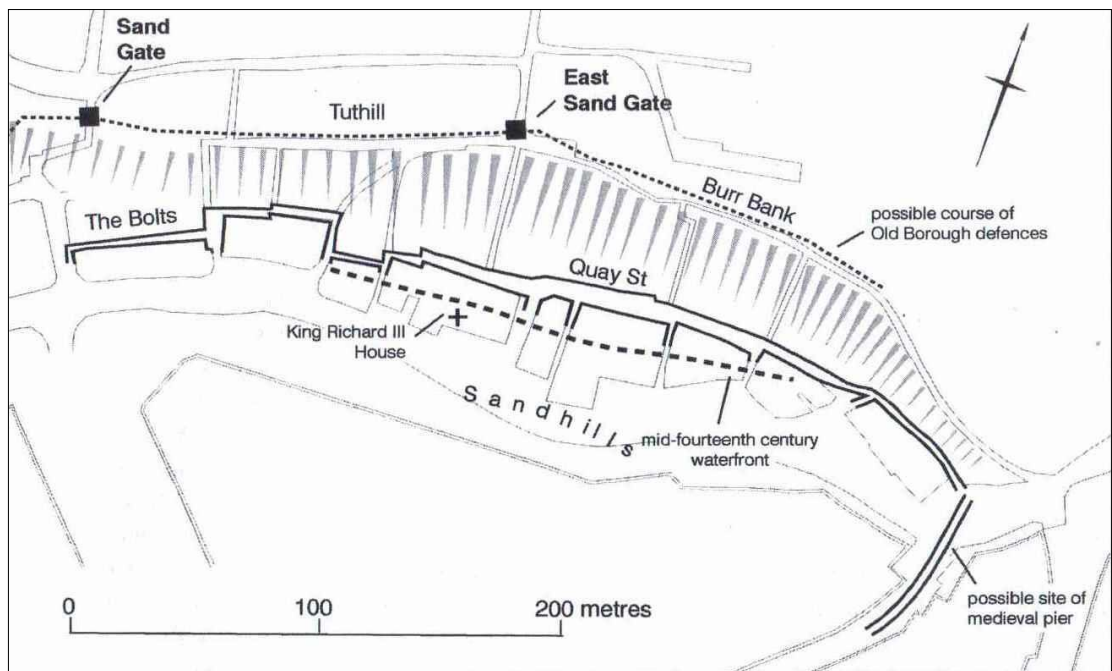 Sand
Gate
East
Sand Gate
Tuthill
Burr Bank
possible course of
Old Borough defences
The Bolts
Quay St
King Richard III
House
Sandhills
mid-fourteenth century
waterfront
0 100 200 metres
possible site of
medieval pier